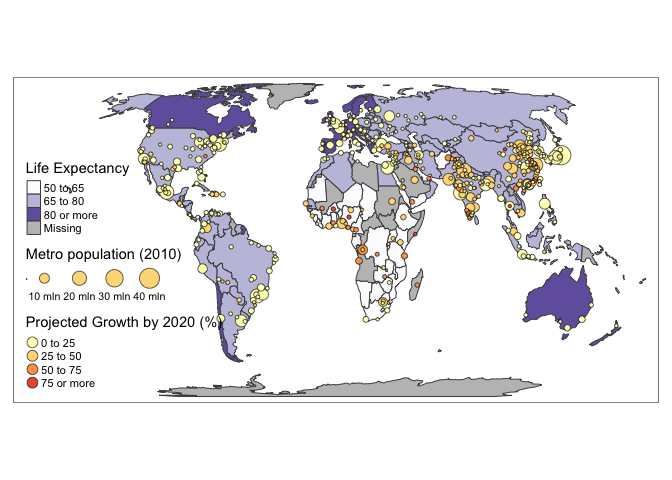 Life Expectancy
50 to 65
65 to 80
80 or more
Missing
Metro population (2010)
10 mln 20 mln 30 mln 40 mln
Projected Growth by 2020 (%)
0 to 25
25 to 50
50 to 75
75 or more